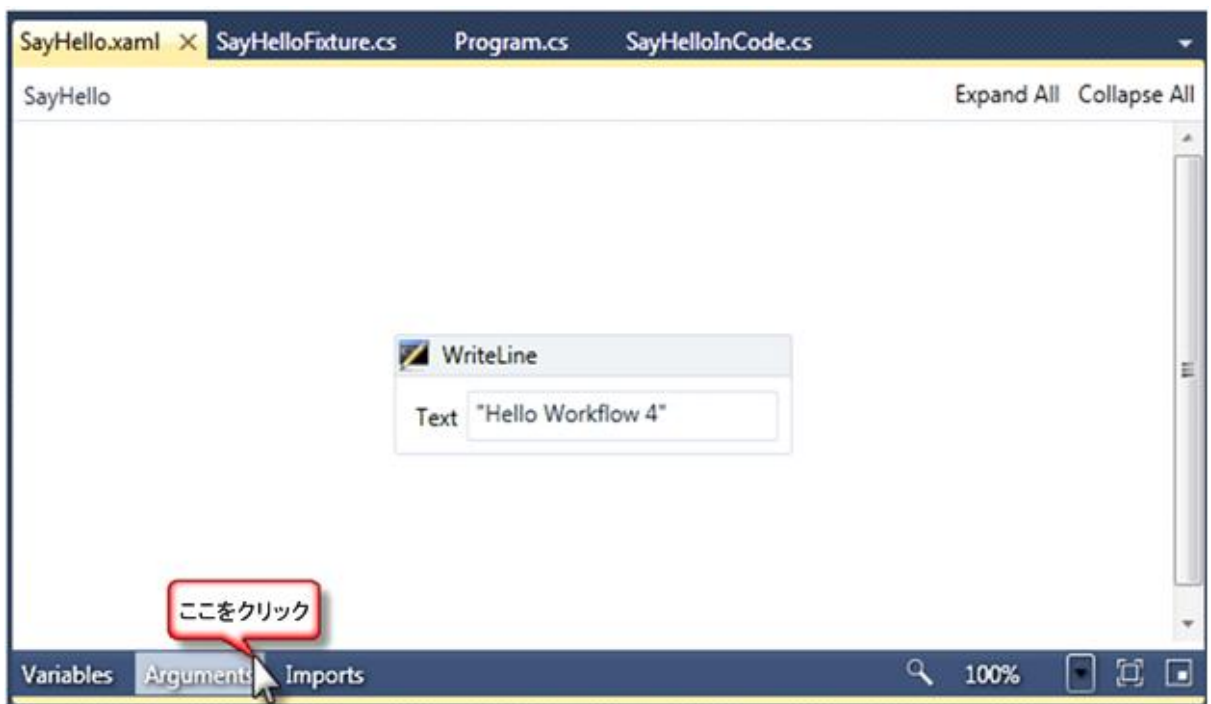 SayHello.xaml SayHelloFixture.cs Program.cs SayHelloInCode.cs
SayHello Expand All Collapse All
WriteLine
Text "Hello Workflow 4"
ここをクリック
Variables Arguments Imports 100%